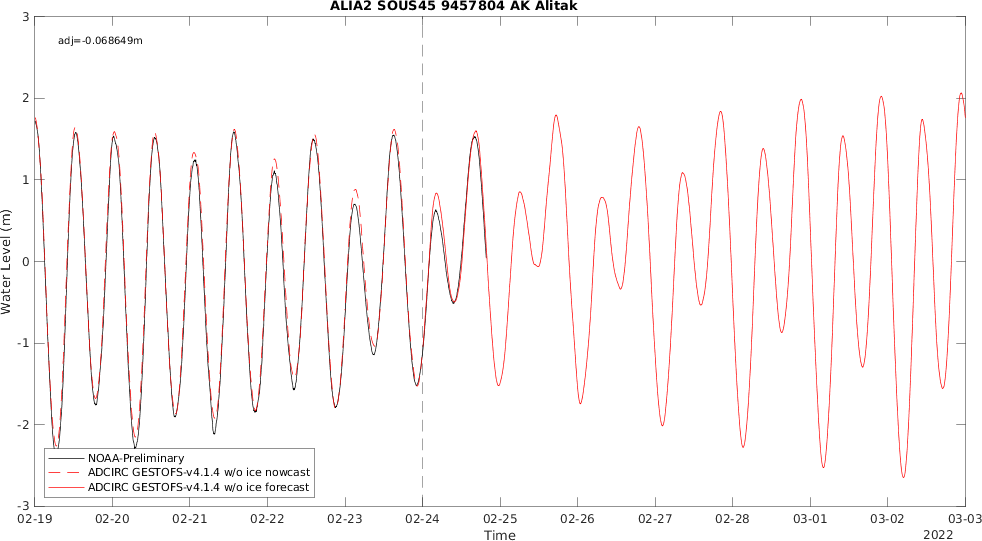 ALIA2 SOUS45 9457804 AK Alitak
adj=-0.068649m
3
2
1
0
-1
-2
-3
Water Level (m)
NOAA-Preliminary
ADCIRC GESTOFS-v4.1.4 w/o ice nowcast
ADCIRC GESTOFS-v4.1.4 w/o ice forecast
02-19 02-20 02-21 02-22 02-23 02-24 02-25 02-26 02-27 02-28 03-01 03-02 03-03
Time
2022